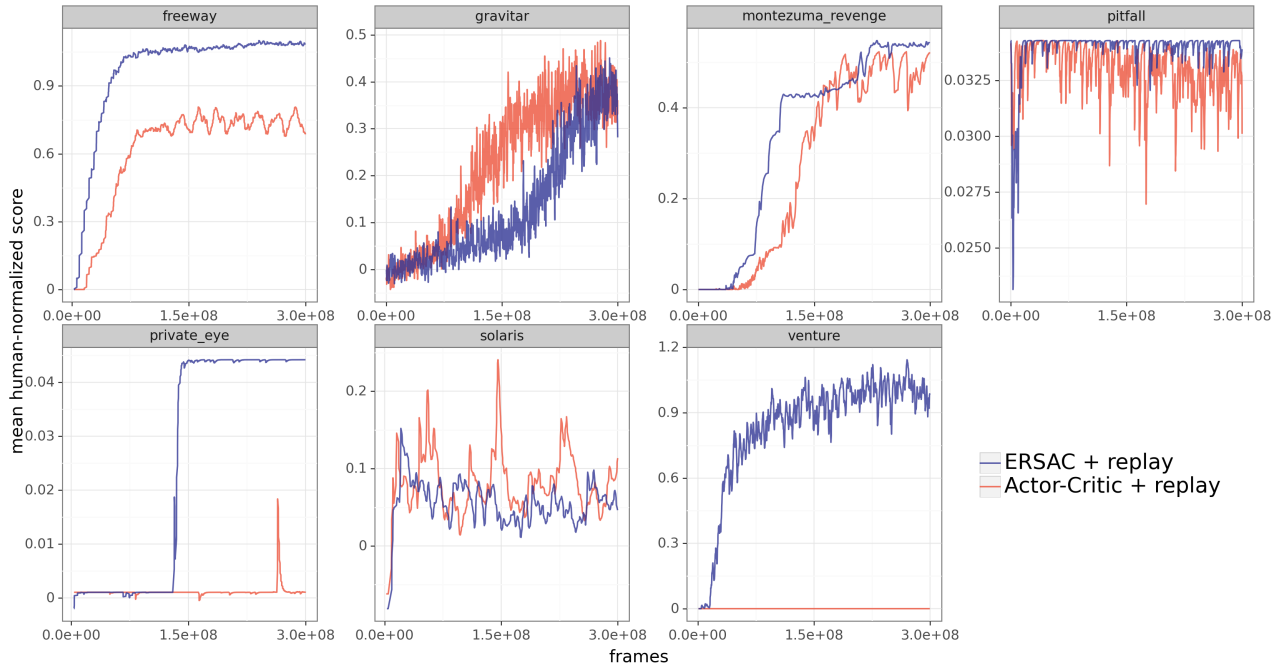 freeway
gravitar
montezuma_revenge
pitfall
0.9
0.6
0.3
0
0.5
0.4
0.3
0.2
0.1
0
0.4
0.2
0
0.0325
0.0300
0.0275
0.0250
0.0e+00 1.5e+08 3.0e+08
0.0e+00 1.5e+08 3.0e+08
0.0e+00 1.5e+08 3.0e+08
0.0e+00 1.5e+08 3.0e+08
mean human-normalized score
private_eye
solaris
venture
0.04
0.03
0.02
0.01
0
0.2
0.1
0
1.2
0.9
0.6
0.3
0
0.0e+00 1.5e+08 3.0e+08
0.0e+00 1.5e+08 3.0e+08
0.0e+00 1.5e+08 3.0e+08
frames
ERSAC + replay
Actor-Critic + replay